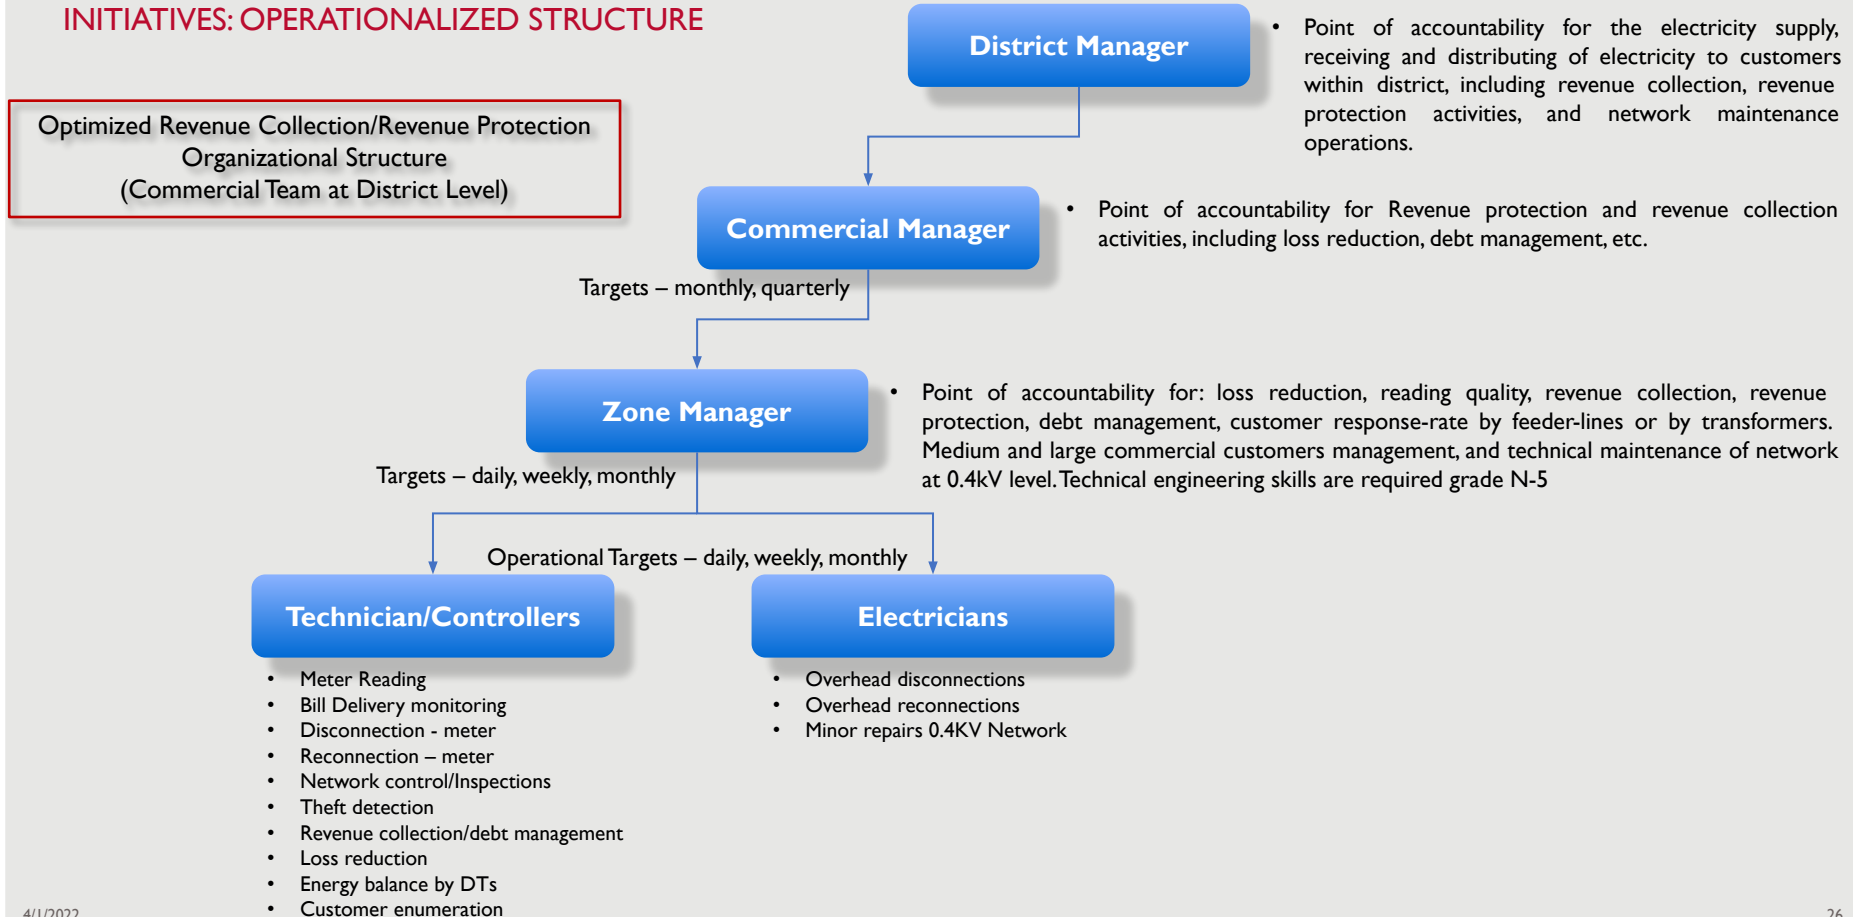 INITIATIVES: OPERATIONALIZED STRUCTURE
Optimized Revenue Collection/Revenue Protection
Organizational Structure
(Commercial Team at District Level)
District Manager
• Point of accountability for the electricity supply,
receiving and distributing of electricity to customers
within district, including revenue collection, revenue
protection activities, and network maintenance
operations.
Commercial Manager
• Point of accountability for Revenue protection and revenue collection
activities, including loss reduction, debt management, etc.
Targets – monthly, quarterly
Zone Manager
• Point of accountability for: loss reduction, reading quality, revenue collection, revenue
protection, debt management, customer response-rate by feeder-lines or by transformers.
Medium and large commercial customers management, and technical maintenance of network
at 0.4kV level. Technical engineering skills are required grade N-5
Targets – daily, weekly, monthly
Operational Targets – daily, weekly, monthly
Technician/Controllers
• Meter Reading
• Bill Delivery monitoring
• Disconnection - meter
• Reconnection – meter
• Network control/Inspections
• Theft detection
• Revenue collection/debt management
• Loss reduction
• Energy balance by DTs
• Customer enumeration
Electricians
• Overhead disconnections
• Overhead reconnections
• Minor repairs 0.4KV Network
4/1/2022
26